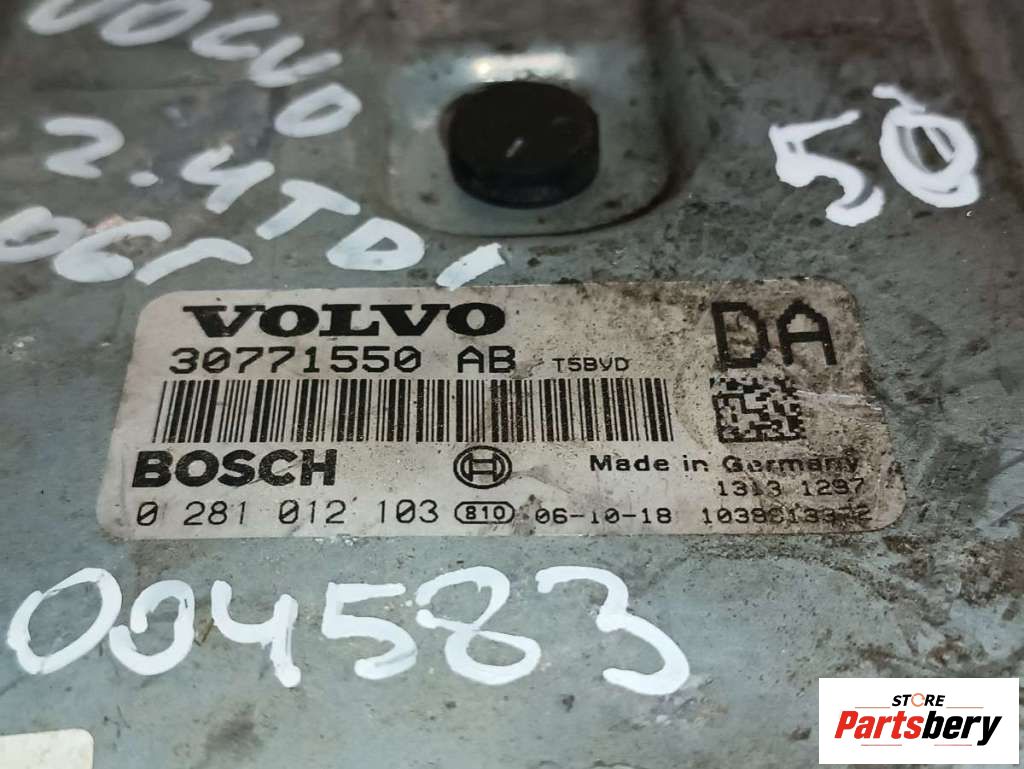 VOLVO
2.4TDI
50
VOLVO
30771550 AB T5BVD
DA
BOSCH
Made in Germany
1313 1297
0 281 012 103 810 06-10-18
004583
STORE
Partsbery